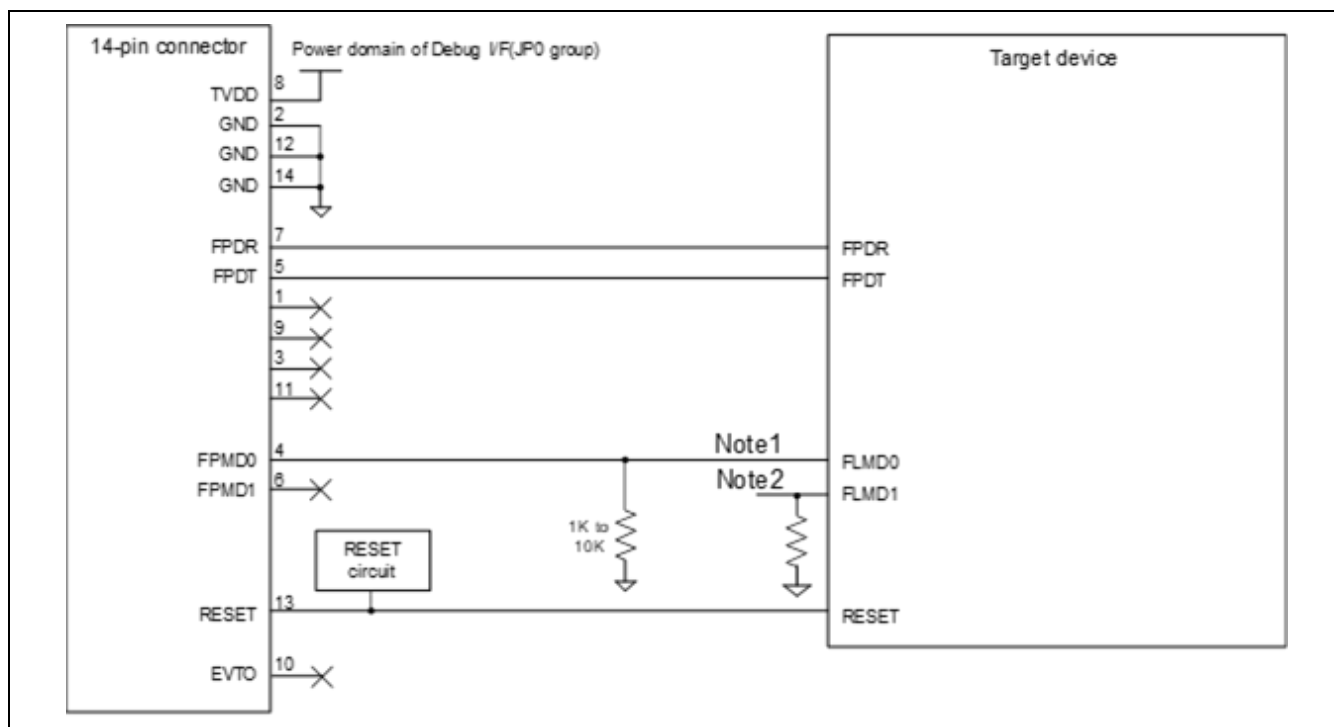 14-pin connector
Power domain of Debug I/F(JP0 group)
Target device
TVDD 8
GND 2
GND 12
GND 14
FPDR 7 FPDR
FPDT 5 FPDT
1
9
3
11
FPMD0 4 Note1 FLMD0
FPMD1 6 Note2 FLMD1
1K to
10K
RESET
circuit
RESET 13 RESET
EVTO 10